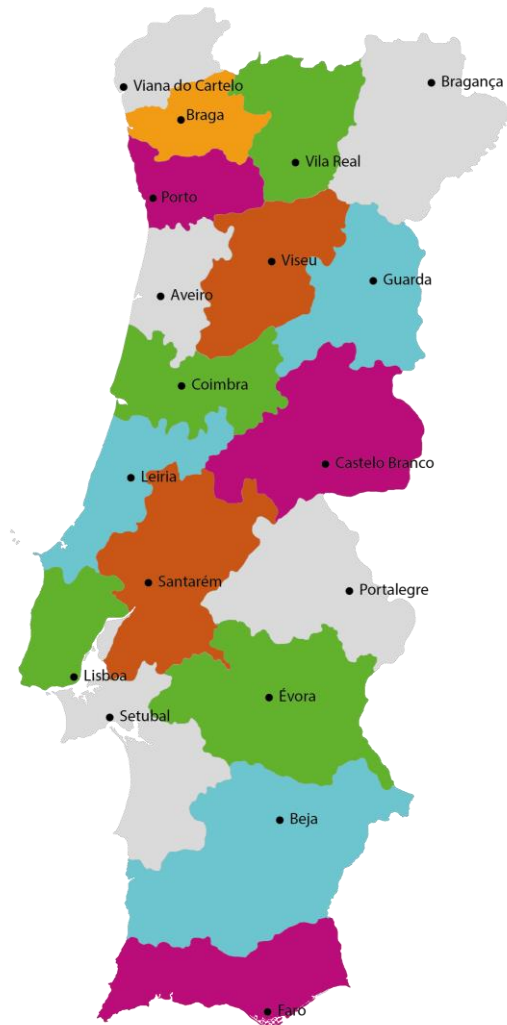 Bragança
Viana do Cartelo
Braga
Vila Real
Porto
Viseu
Guarda
Aveiro
Coimbra
Castelo Branco
Leiria
Santarém
Portalegre
Lisboa
Évora
Setubal
Beja
Faro